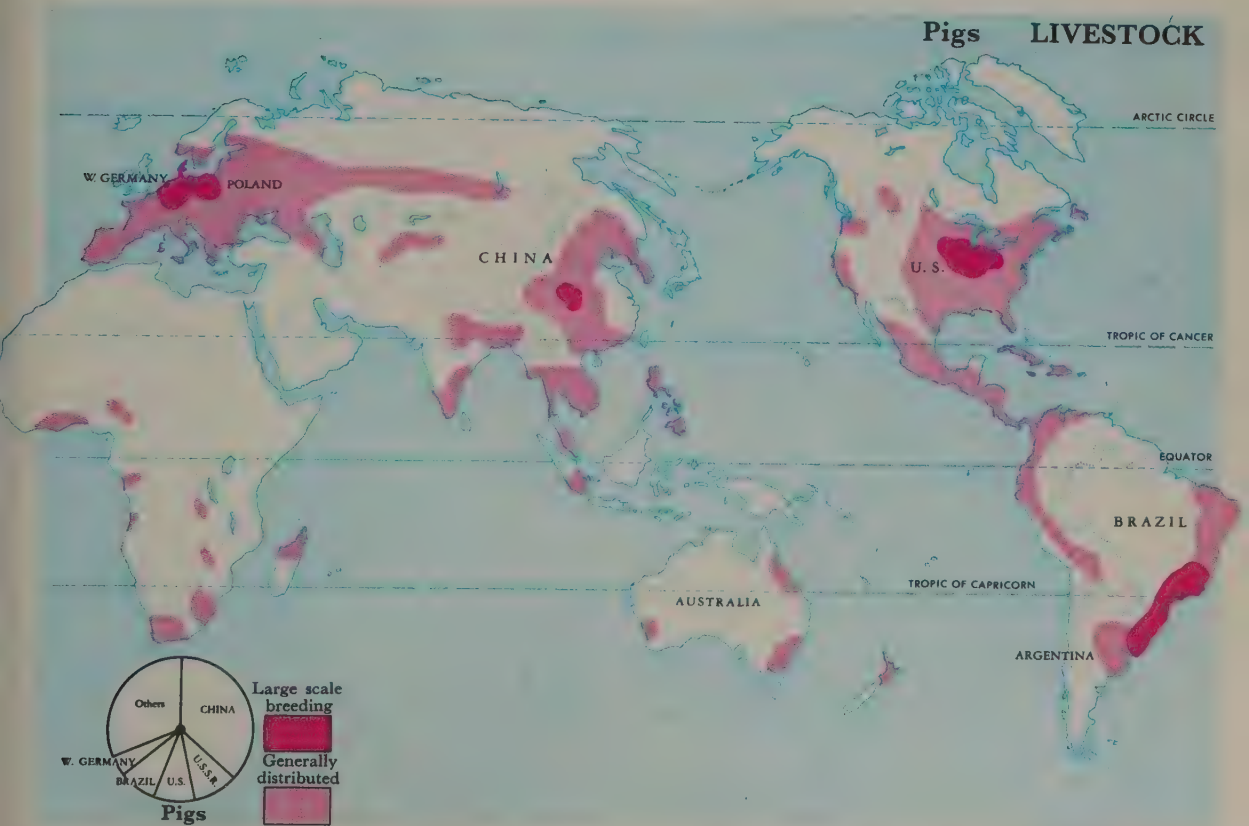 Pigs LIVESTOCK
ARCTIC CIRCLE
W. GERMANY
POLAND
CHINA
U. S.
TROPIC OF CANCER
EQUATOR
BRAZIL
TROPIC OF CAPRICORN
AUSTRALIA
ARGENTINA
Large scale
breeding
Generally
distributed
Others
CHINA
W. GERMANY
BRAZIL
U.S.
U.S.S.R.
Pigs